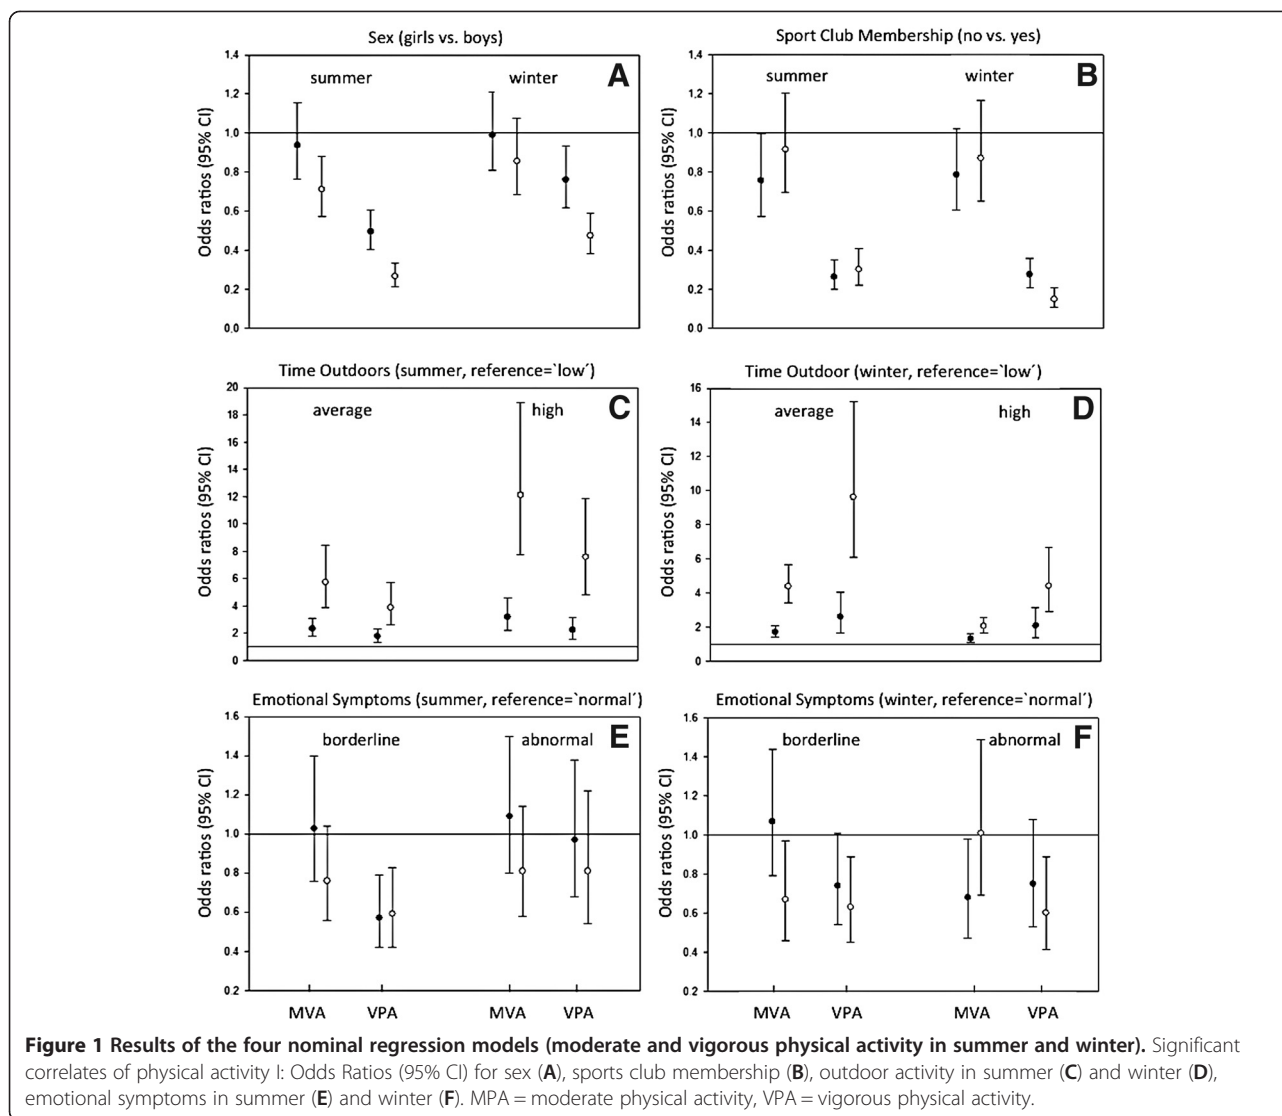 Sex (girls vs. boys)
A
summer
winter
Odds ratios (95% CI)
1.4
1.2
1.0
0.8
0.6
0.4
0.2
0.0
Sport Club Membership (no vs. yes)
B
summer
winter
Odds ratios (95% CI)
1.4
1.2
1.0
0.8
0.6
0.4
0.2
0.0
Time Outdoors (summer, reference=`low´)
C
average
high
Odds ratios (95% CI)
20
18
16
14
12
10
8
6
4
2
0
Time Outdoor (winter, reference=`low´)
D
average
high
Odds ratios (95% CI)
16
14
12
10
8
6
4
2
0
Emotional Symptoms (summer, reference=`normal´)
E
borderline
abnormal
Odds ratios (95% CI)
1.6
1.4
1.2
1.0
0.8
0.6
0.4
0.2
MVA VPA MVA VPA
Emotional Symptoms (winter, reference=`normal´)
F
borderline
abnormal
Odds ratios (95% CI)
1.6
1.4
1.2
1.0
0.8
0.6
0.4
0.2
MVA VPA MVA VPA
Figure 1 Results of the four nominal regression models (moderate and vigorous physical activity in summer and winter). Significant
correlates of physical activity I: Odds Ratios (95% CI) for sex (A), sports club membership (B), outdoor activity in summer (C) and winter (D),
emotional symptoms in summer (E) and winter (F). MPA = moderate physical activity, VPA = vigorous physical activity.